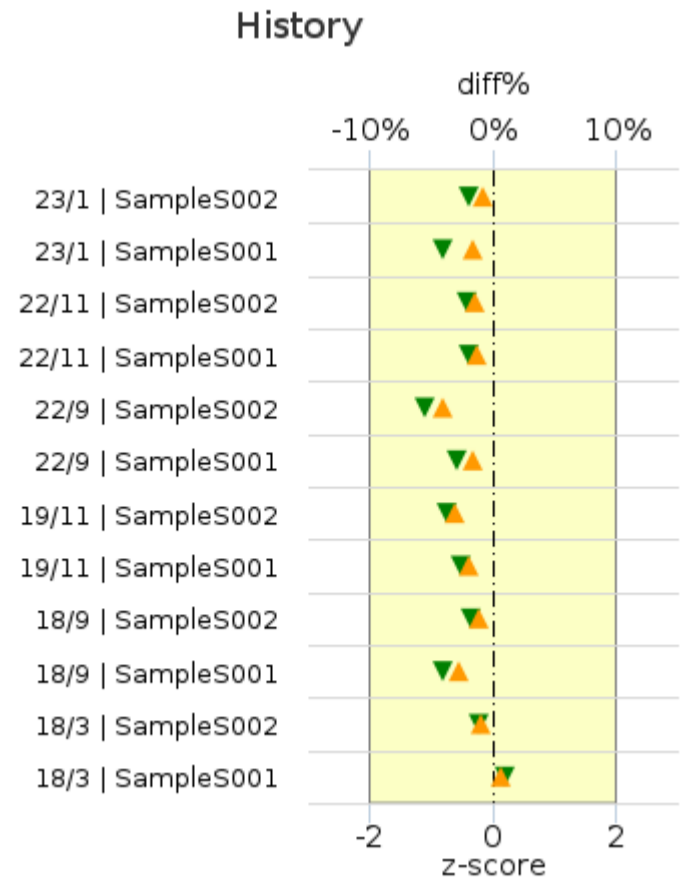 History
diff%
-10% 0% 10%
23/1 | SampleS002
23/1 | SampleS001
22/11 | SampleS002
22/11 | SampleS001
22/9 | SampleS002
22/9 | SampleS001
19/11 | SampleS002
19/11 | SampleS001
18/9 | SampleS002
18/9 | SampleS001
18/3 | SampleS002
18/3 | SampleS001
-2 0 2
z-score